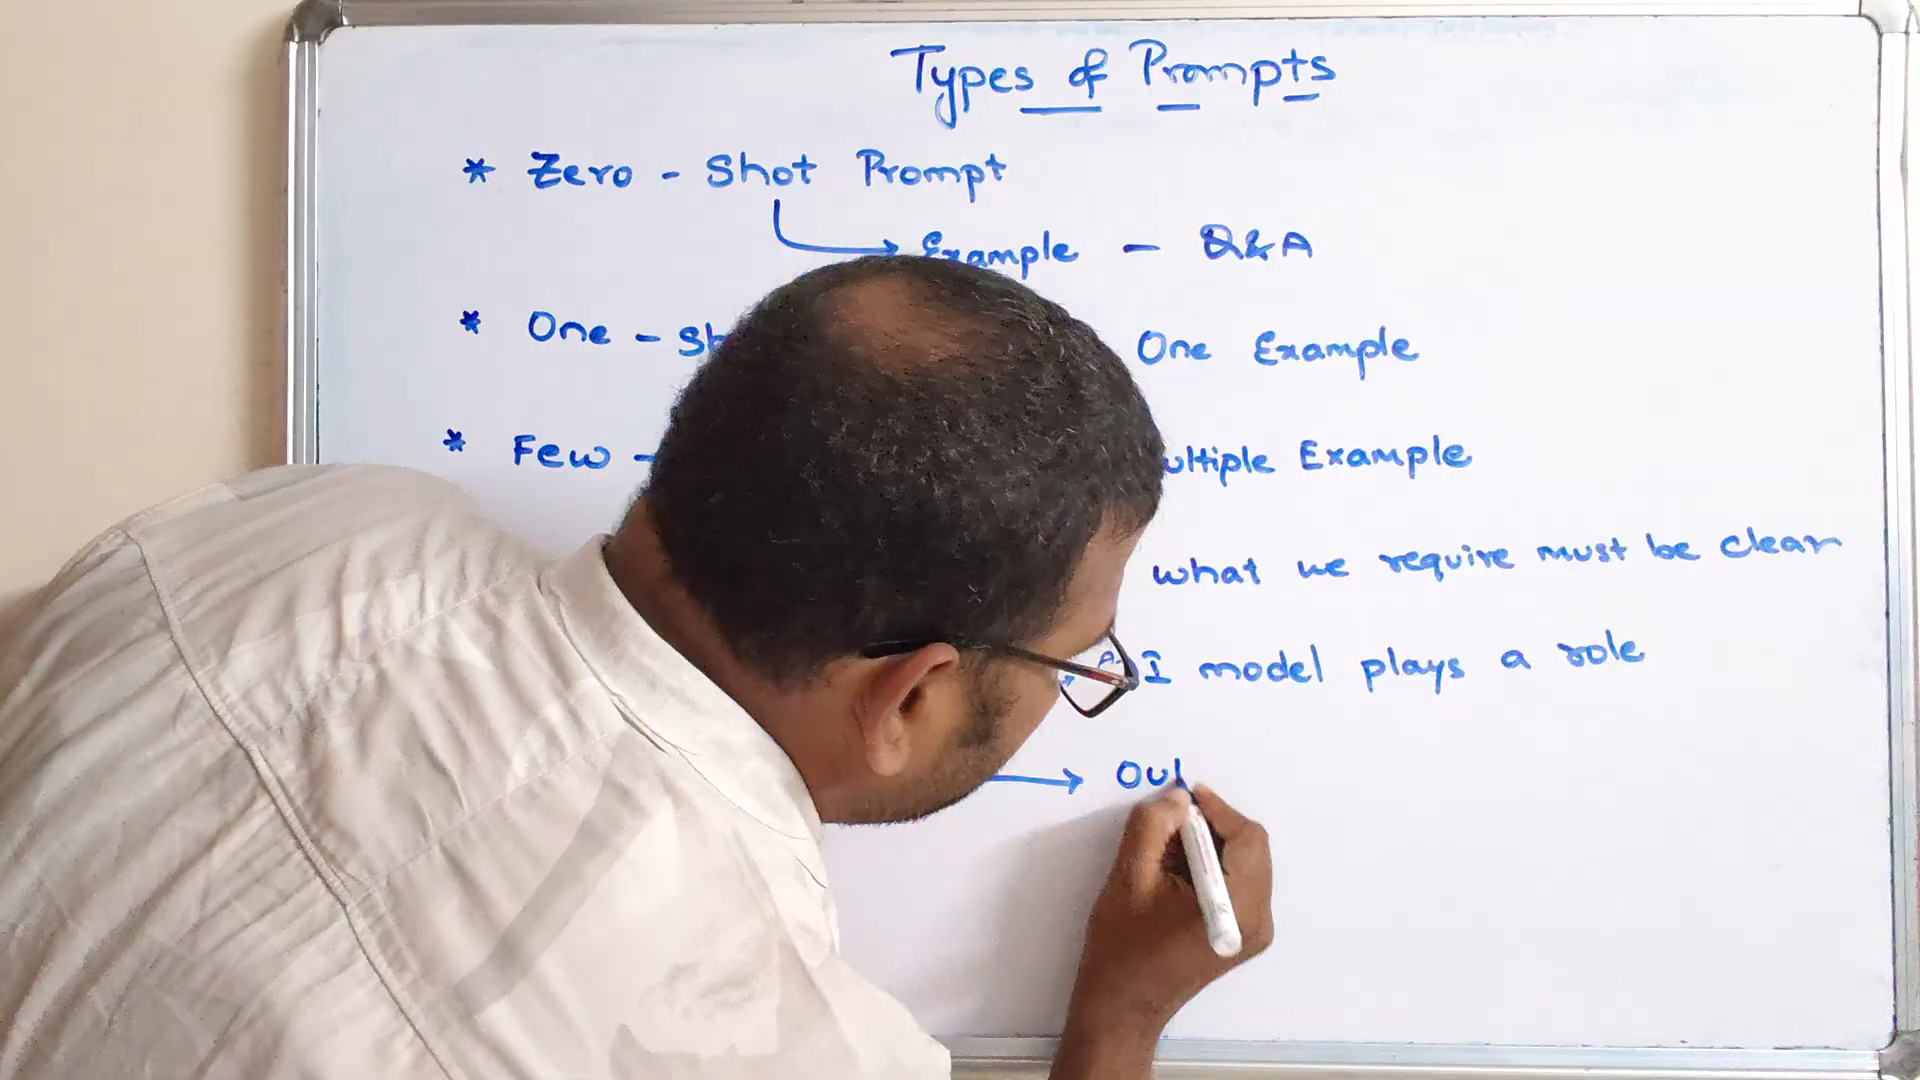 Types of Prompts
* Zero - Shot Prompt
Example - Q&A
* One - Sh One Example
* Few - ultiple Example
what we require must be clear
A.I model plays a role
Out